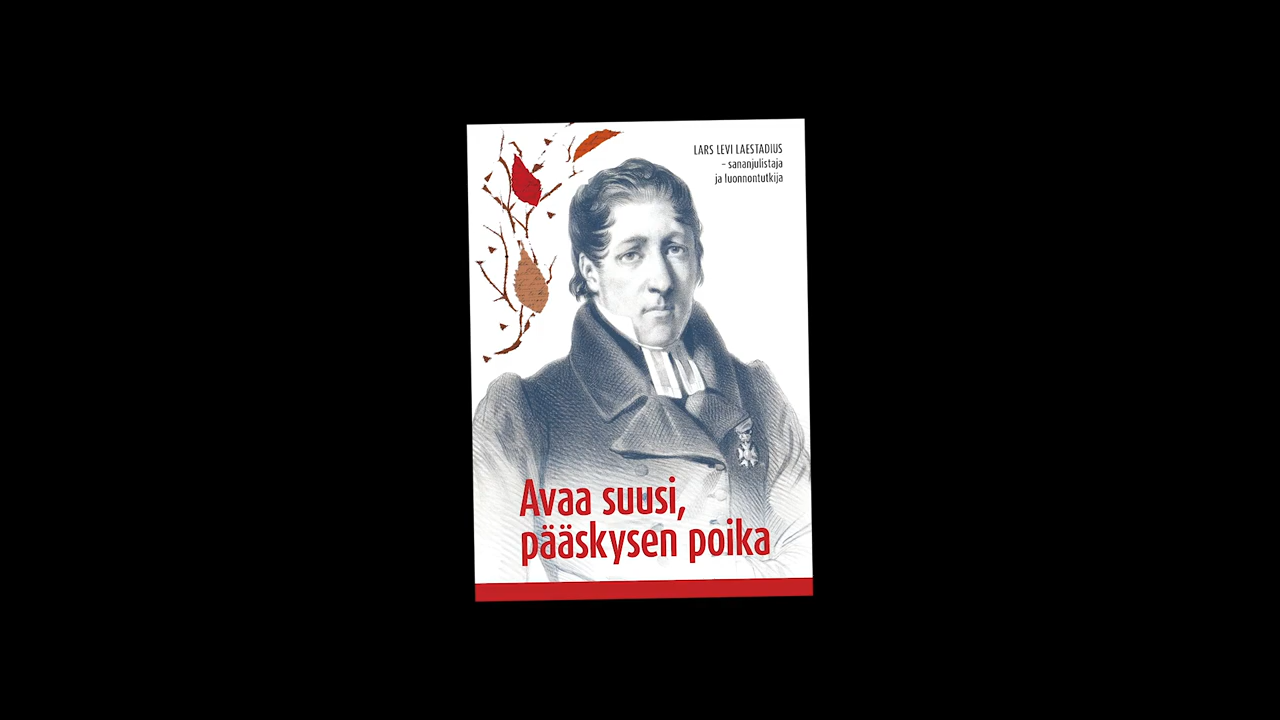 LARS LEVI LAESTADIUS
– sananjulistaja
ja luonnontutkija
Avaa suusi,
pääskysen poika